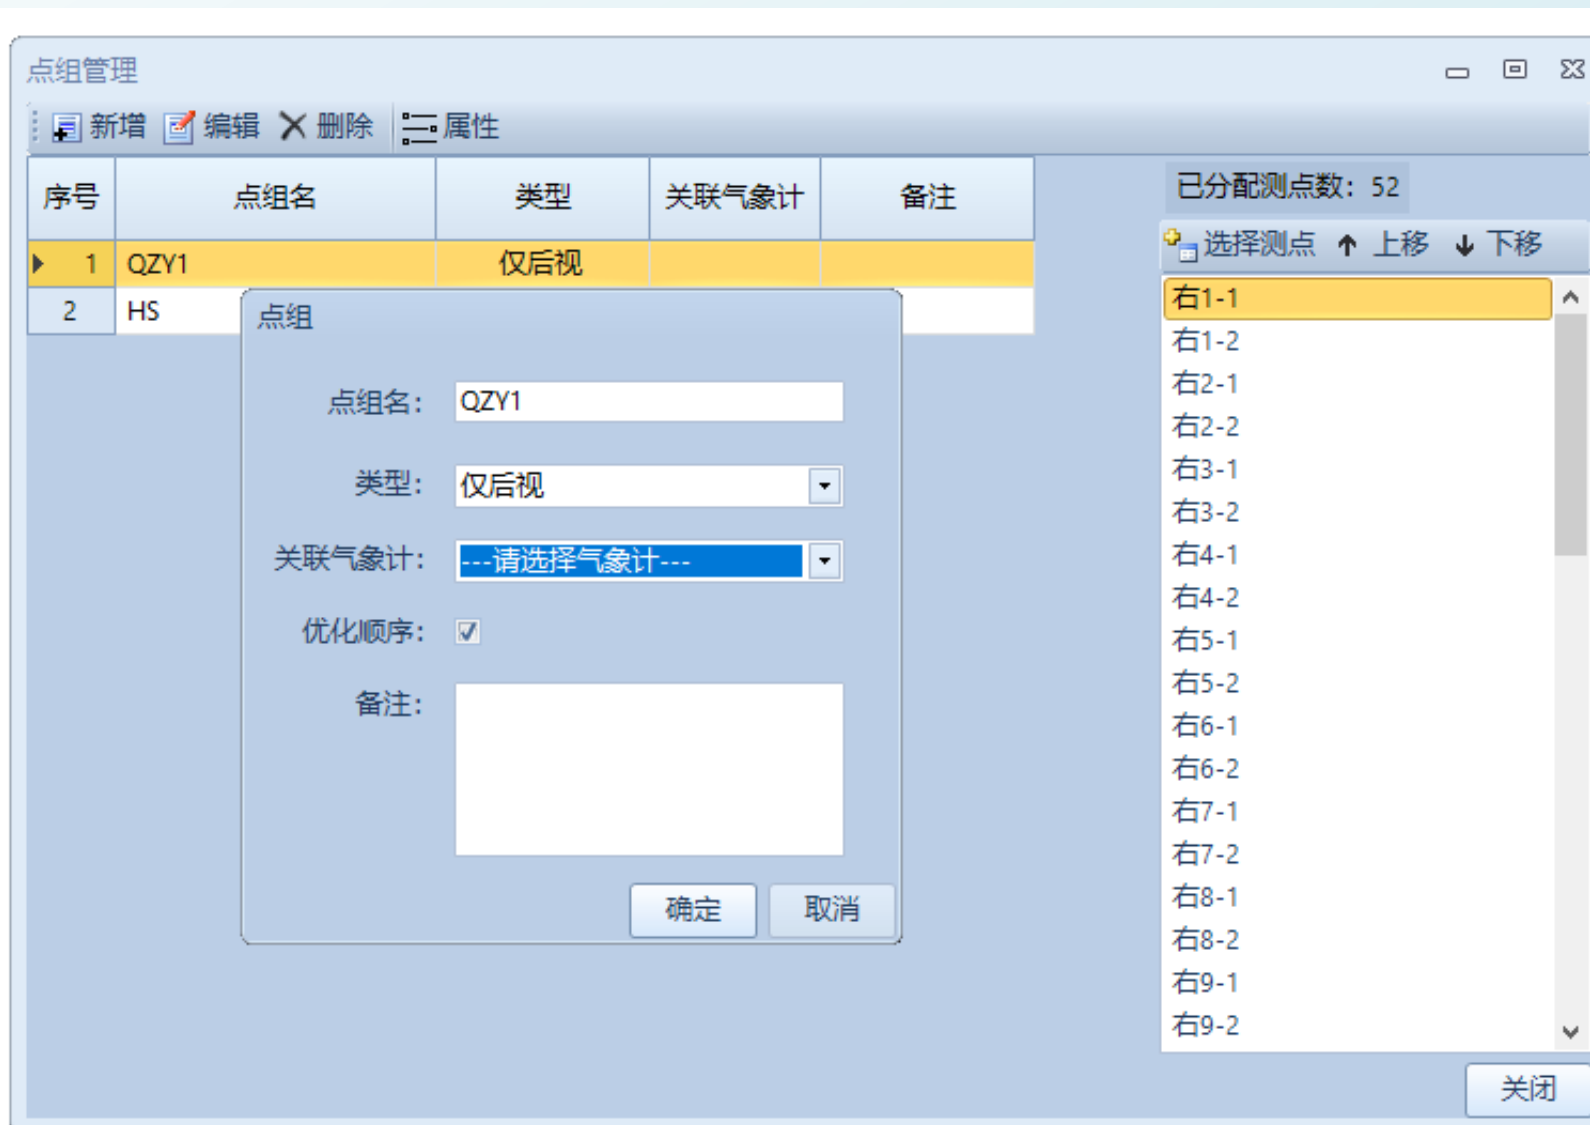 点组管理
新增 编辑 删除 属性
序号 点组名 类型 关联气象计 备注
1 QZY1 仅后视
2 HS
点组
点组名: QZY1
类型: 仅后视
关联气象计: ---请选择气象计---
优化顺序:
备注:
确定 取消
已分配测点数: 52
选择测点 上移 下移
右1-1
右1-2
右2-1
右2-2
右3-1
右3-2
右4-1
右4-2
右5-1
右5-2
右6-1
右6-2
右7-1
右7-2
右8-1
右8-2
右9-1
右9-2
关闭